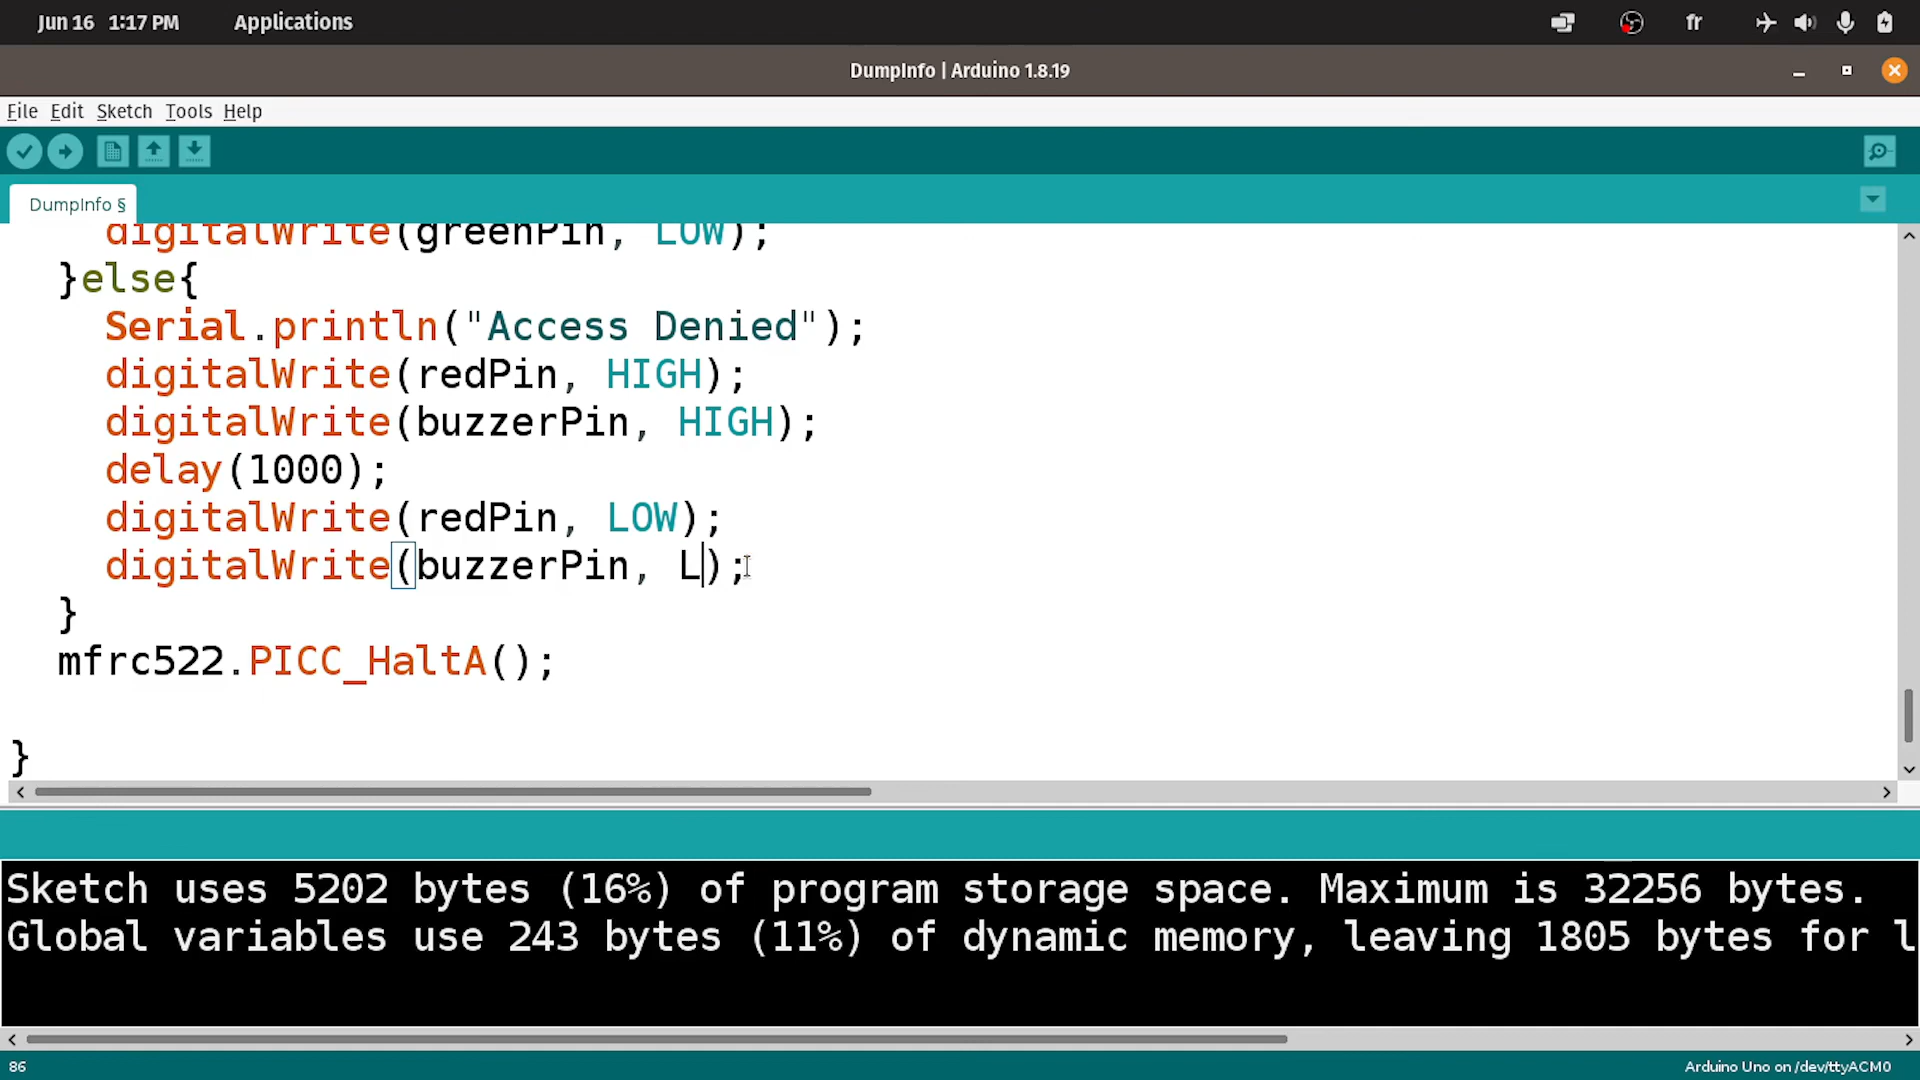 Jun 16 1:17 PM Applications fr
DumpInfo | Arduino 1.8.19
File Edit Sketch Tools Help
DumpInfo §
digitalWrite(greenPin, LOW);
}else{
Serial.println("Access Denied");
digitalWrite(redPin, HIGH);
digitalWrite(buzzerPin, HIGH);
delay(1000);
digitalWrite(redPin, LOW);
digitalWrite(buzzerPin, L);
}
mfrc522.PICC_HaltA();
}
Sketch uses 5202 bytes (16%) of program storage space. Maximum is 32256 bytes.
Global variables use 243 bytes (11%) of dynamic memory, leaving 1805 bytes for l
86 Arduino Uno on /dev/ttyACM0